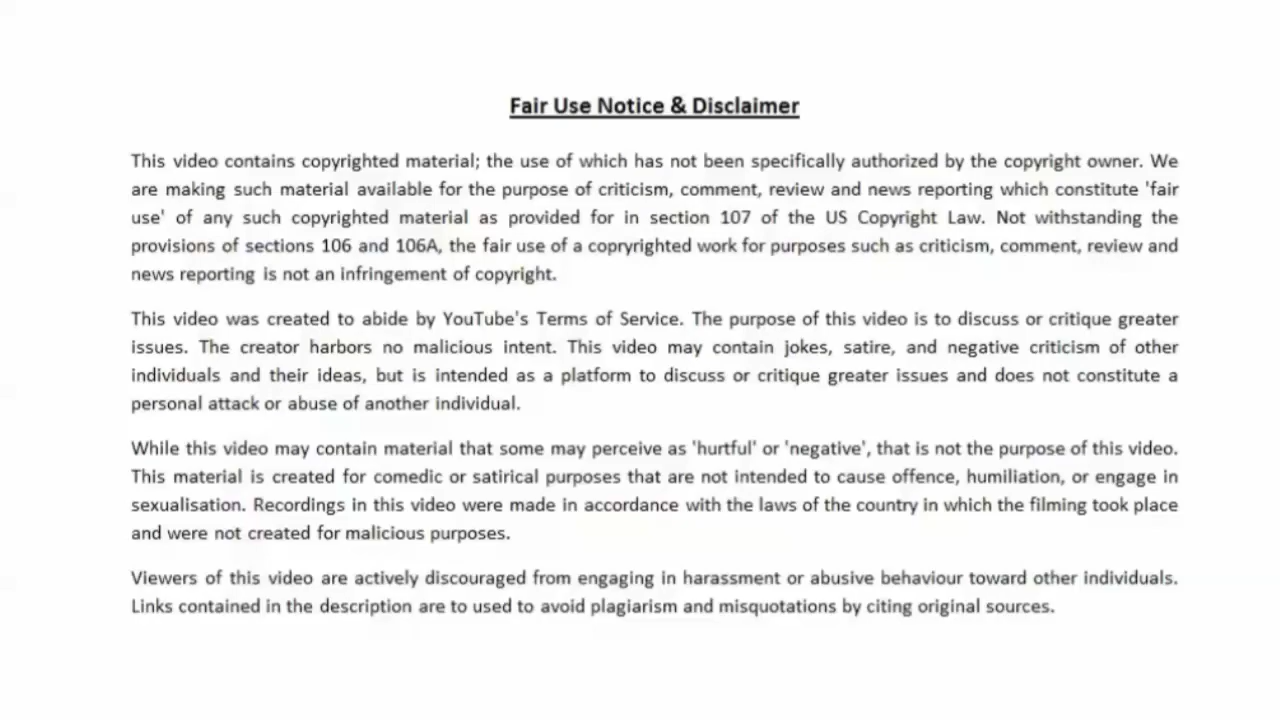 Fair Use Notice & Disclaimer
This video contains copyrighted material; the use of which has not been specifically authorized by the copyright owner. We
are making such material available for the purpose of criticism, comment, review and news reporting which constitute 'fair
use' of any such copyrighted material as provided for in section 107 of the US Copyright Law. Not withstanding the
provisions of sections 106 and 106A, the fair use of a copryrighted work for purposes such as criticism, comment, review and
news reporting is not an infringement of copyright.
This video was created to abide by YouTube's Terms of Service. The purpose of this video is to discuss or critique greater
issues. The creator harbors no malicious intent. This video may contain jokes, satire, and negative criticism of other
individuals and their ideas, but is intended as a platform to discuss or critique greater issues and does not constitute a
personal attack or abuse of another individual.
While this video may contain material that some may perceive as 'hurtful' or 'negative', that is not the purpose of this video.
This material is created for comedic or satirical purposes that are not intended to cause offence, humiliation, or engage in
sexualisation. Recordings in this video were made in accordance with the laws of the country in which the filming took place
and were not created for malicious purposes.
Viewers of this video are actively discouraged from engaging in harassment or abusive behaviour toward other individuals.
Links contained in the description are to used to avoid plagiarism and misquotations by citing original sources.